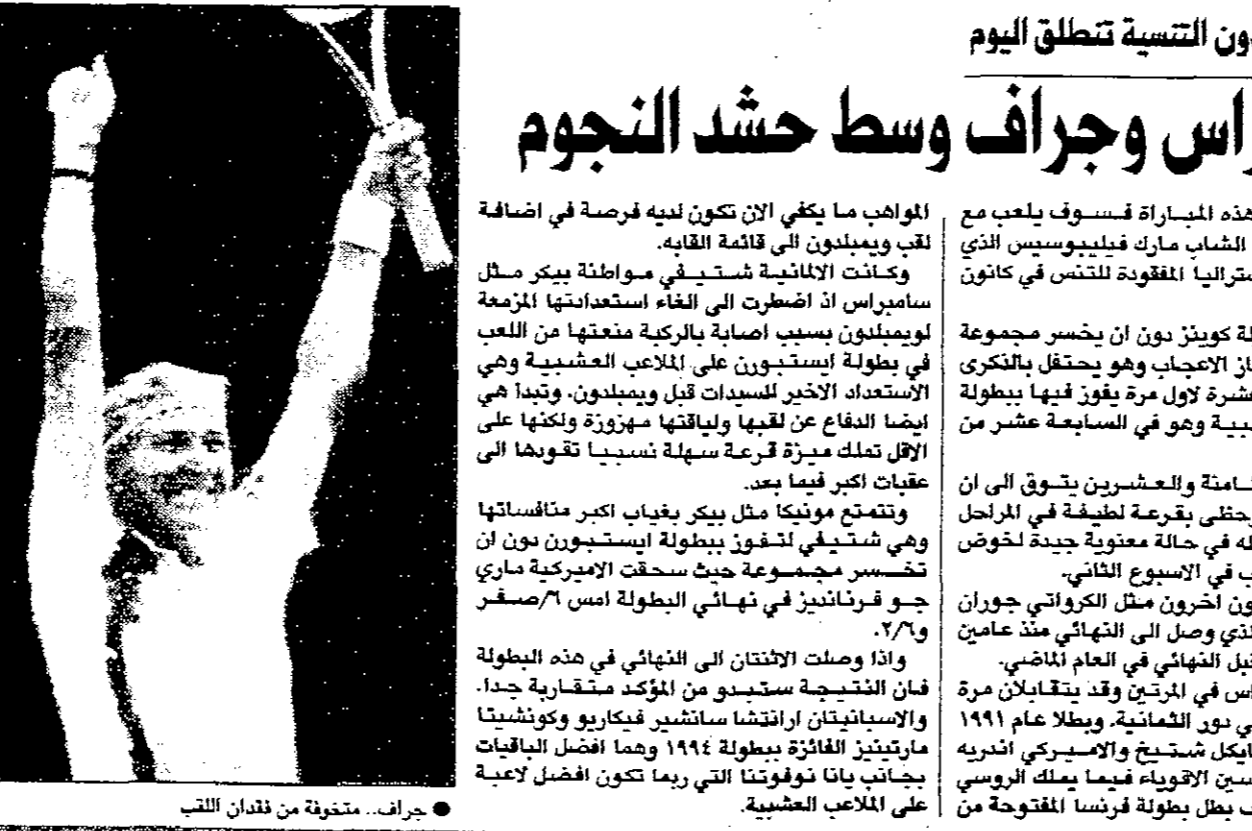 دون التنسية تنطلق اليوم
راس وجراف وسط حشد النجوم
هذه المباراة فسوف يلعب مع
الشاب مارك فيليبوسيس الذي
ستراليا المفقودة للتنس في كانون
لة كوينز دون ان يخسر مجموعة
از الاعجاب وهو يحتفل بالذكرى
عشرة لاول مرة يفوز فيها ببطولة
شبية وهو في السابعة عشر من
ثامنة والعشرين يتوق الى ان
يحظى بقرعة لطيفة في المراحل
له في حالة معنوية جيدة لخوض
ب في الاسبوع الثاني.
ون اخرون مثل الكرواتي جوران
لذي وصل الى النهائي منذ عامين
قبل النهائي في العام الماضي.
اس في المرتين وقد يتقابلان مرة
ي دور الثمانية. وبطلا عام ١٩٩١
ايكل شتيخ والاميركي اندريه
سين الاقوياء فيما يملك الروسي
ف بطل بطولة فرنسا المفتوحة من
المواهب ما يكفي الان تكون لديه فرصة في اضافة
لقب ويمبلدون الى قائمة القابه.
وكانت الالمانية شتيفي مواطنة بيكر مثل
سامبراس اذ اضطرت الى الغاء استعداتها المزمعة
لويمبلدون بسبب اصابة بالركبة منعتها من اللعب
في بطولة ايستبورن على الملاعب العشبية وهي
الاستعداد الاخير للسيدات قبل ويمبلدون. وتبدا هي
ايضا الدفاع عن لقبها ولياقتها مهزوزة ولكنها على
الاقل تملك ميزة قرعة سهلة نسبيا تقودها الى
عقبات اكبر فيما بعد.
وتتمتع مونيكا مثل بيكر بغياب اكبر منافساتها
وهي شتيفي لتفوز ببطولة ايستبورن دون ان
تخسر مجموعة حيث سحقت الاميركية ماري
جو فرنانديز في نهائي البطولة امس ٦/صفر
و٢/٦.
واذا وصلت الاثنتان الى النهائي في هذه البطولة
فان النتيجة ستبدو من المؤكد متقاربة جدا.
والاسبانيتان ارانتشا سانشير فيكاريو وكونشيتا
مارتينيز الفائزة ببطولة ١٩٩٤ وهما افضل الباقيات
بجانب يانا نوفوتنا التي ربما تكون افضل لاعبة
على الملاعب العشبية.
● جراف.. متخوفة من فقدان اللقب